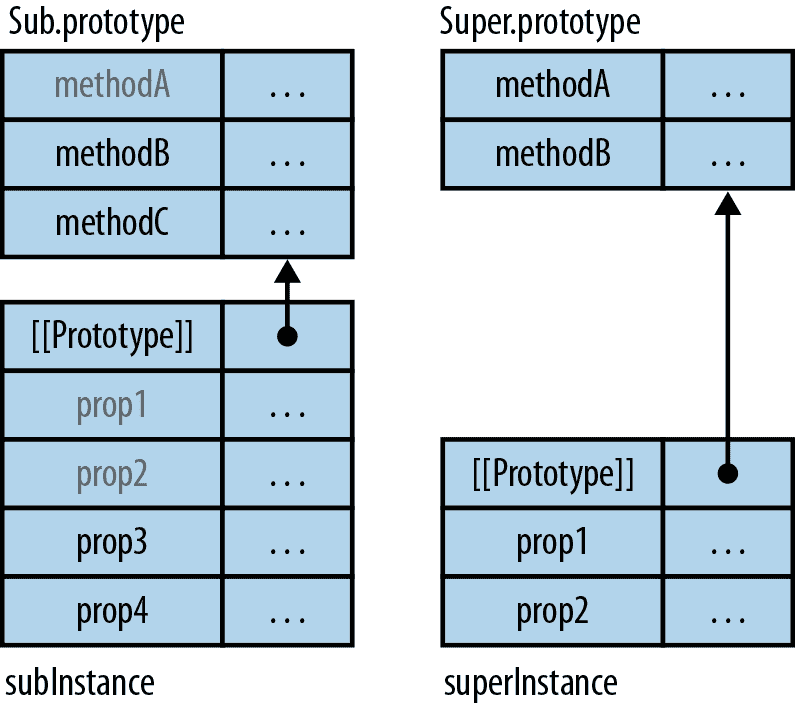 Sub.prototype
methodA ...
methodB ...
methodC ...
[[Prototype]]
prop1 ...
prop2 ...
prop3 ...
prop4 ...
subInstance
Super.prototype
methodA ...
methodB ...
[[Prototype]]
prop1 ...
prop2 ...
superInstance